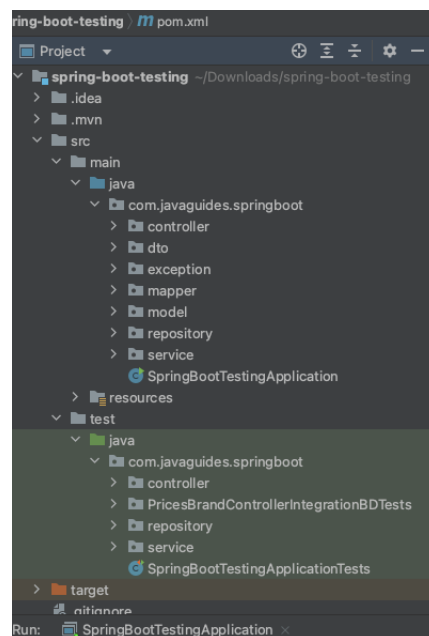 ring-boot-testing › m pom.xml
Project
spring-boot-testing ~/Downloads/spring-boot-testing
.idea
.mvn
src
main
java
com.javaguides.springboot
controller
dto
exception
mapper
model
repository
service
SpringBootTestingApplication
resources
test
java
com.javaguides.springboot
controller
PricesBrandControllerIntegrationBDTests
repository
service
SpringBootTestingApplicationTests
target
.gitignore
Run: SpringBootTestingApplication ×